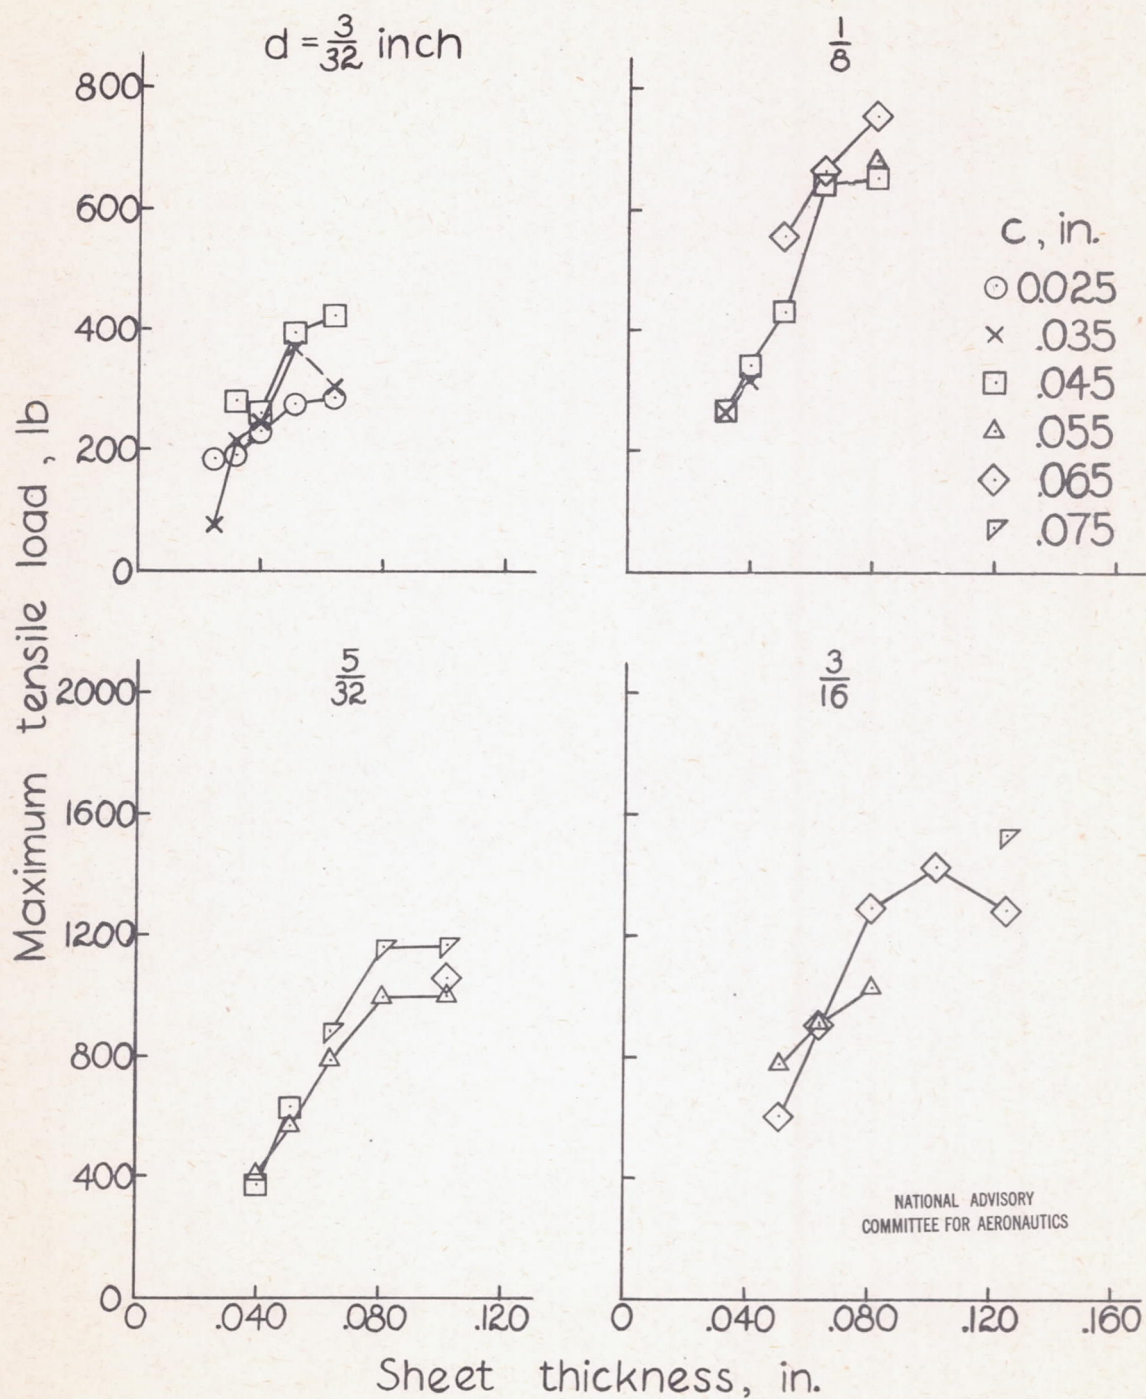 d = 3/32 inch
1/8
800
600
400
200
0
c, in.
0.025
.035
.045
.055
.065
.075
Maximum tensile load, lb
5/32
3/16
2000
1600
1200
800
400
0
NATIONAL ADVISORY
COMMITTEE FOR AERONAUTICS
0 .040 .080 .120
0 .040 .080 .120 .160
Sheet thickness, in.